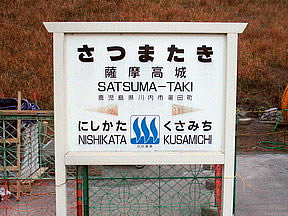 さつまたき
薩摩高城
SATSUMA-TAKI
鹿児島県川内市湯田町
にしかた くさみち
NISHIKATA KUSAMICHI